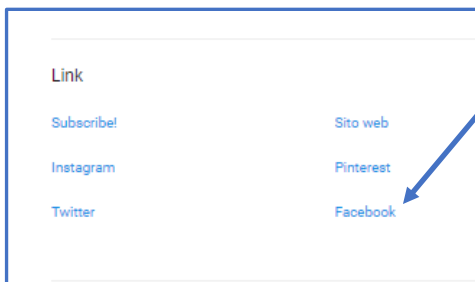 Link
Subscribe!
Sito web
Instagram
Pinterest
Twitter
Facebook